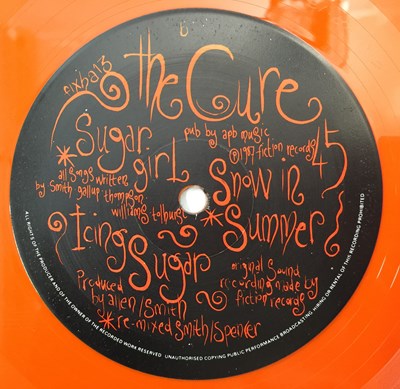 b
ficxba13
the Cure
Sugar
girl
pub by apb music
℗1987 fiction records
45
all songs written
by smith gallup thompson
williams tolhurst
*Snow in
Summer
*Icing
Sugar
Produced
by allen/smith
original sound
recording made by
fiction records
*re-mixed smith/spencer
ALL RIGHTS OF THE PRODUCER AND OF THE OWNER OF THE RECORDED WORK RESERVED. UNAUTHORISED COPYING PUBLIC PERFORMANCE BROADCASTING HIRING OR RENTAL OF THIS RECORDING PROHIBITED